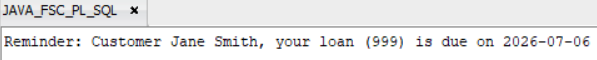 JAVA_FSC_PL_SQL ×
Reminder: Customer Jane Smith, your loan (999) is due on 2026-07-06